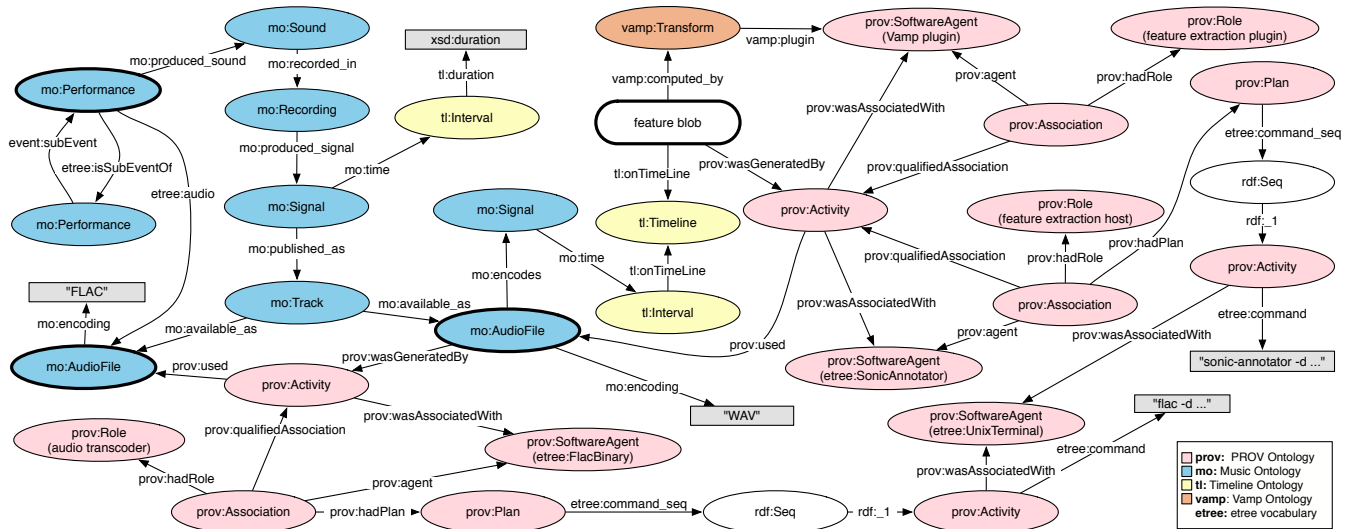 mo:Sound
xsd:duration
vamp:Transform
vamp:plugin
prov:SoftwareAgent
(Vamp plugin)
prov:Role
(feature extraction plugin)
mo:produced_sound
mo:recorded_in
tl:duration
vamp:computed_by
prov:agent
prov:hadRole
prov:Plan
mo:Performance
mo:Recording
tl:Interval
feature blob
prov:wasAssociatedWith
prov:Association
etree:command_seq
event:subEvent
mo:produced_signal
etree:isSubEventOf
mo:time
prov:wasGeneratedBy
prov:qualifiedAssociation
tl:onTimeLine
rdf:Seq
etree:audio
mo:Performance
mo:Signal
mo:Signal
tl:Timeline
prov:Activity
prov:Role
(feature extraction host)
rdf:_1
mo:published_as
mo:time
tl:onTimeLine
prov:qualifiedAssociation
prov:hadRole
prov:hadPlan
mo:encodes
prov:Activity
"FLAC"
mo:Track
mo:available_as
tl:Interval
prov:wasAssociatedWith
prov:Association
etree:command
mo:encoding
mo:available_as
mo:AudioFile
prov:used
prov:agent
prov:wasAssociatedWith
mo:AudioFile
prov:used
prov:wasGeneratedBy
prov:SoftwareAgent
(etree:SonicAnnotator)
"sonic-annotator -d ..."
prov:Activity
mo:encoding
"WAV"
"flac -d ..."
prov:wasAssociatedWith
prov:qualifiedAssociation
prov:Role
(audio transcoder)
prov:SoftwareAgent
(etree:FlacBinary)
prov:SoftwareAgent
(etree:UnixTerminal)
etree:command
prov:hadRole
prov:agent
prov:wasAssociatedWith
prov:Association
prov:hadPlan
prov:Plan
etree:command_seq
rdf:Seq
rdf:_1
prov:Activity
prov: PROV Ontology
mo: Music Ontology
tl: Timeline Ontology
vamp: Vamp Ontology
etree: etree vocabulary